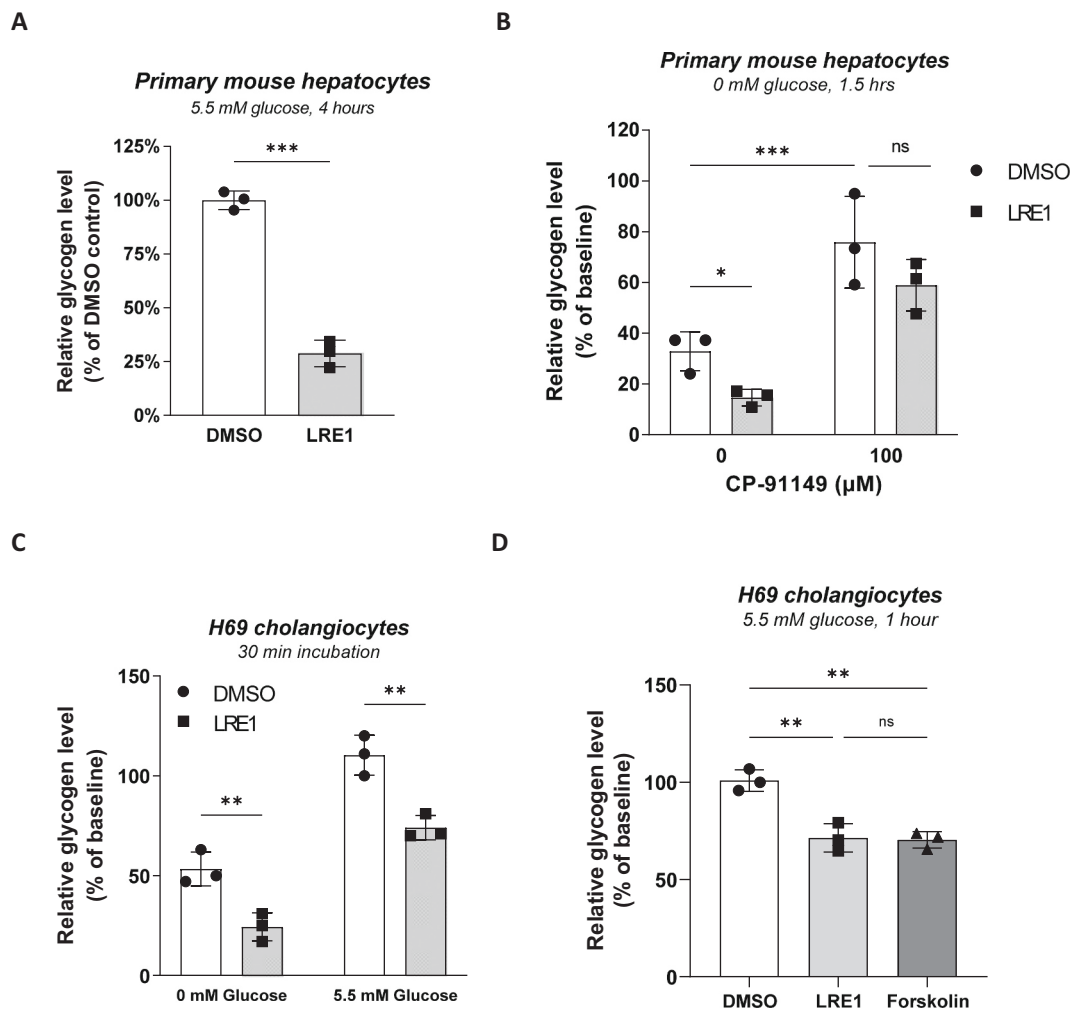 A
Primary mouse hepatocytes
5.5 mM glucose, 4 hours
Relative glycogen level
(% of DMSO control)
125%
100%
75%
50%
25%
0%
***
DMSO
LRE1
B
Primary mouse hepatocytes
0 mM glucose, 1.5 hrs
Relative glycogen level
(% of baseline)
120
100
80
60
40
20
0
***
ns
*
DMSO
LRE1
0
100
CP-91149 (µM)
C
H69 cholangiocytes
30 min incubation
Relative glycogen level
(% of baseline)
150
100
50
0
DMSO
LRE1
**
**
0 mM Glucose
5.5 mM Glucose
D
H69 cholangiocytes
5.5 mM glucose, 1 hour
Relative glycogen level
(% of baseline)
150
100
50
0
**
**
ns
DMSO
LRE1
Forskolin